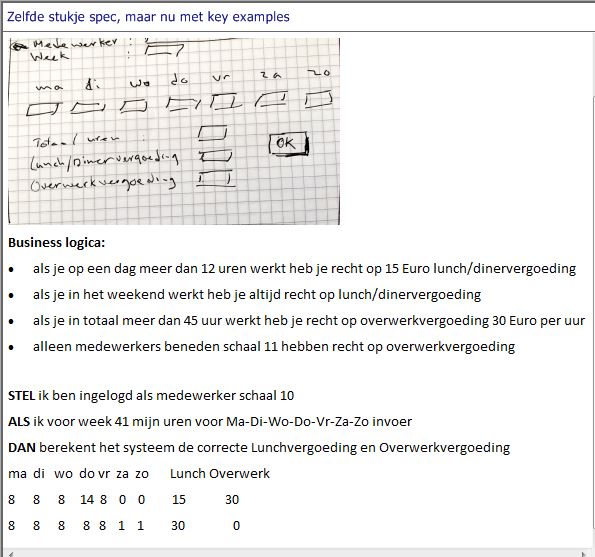 Zelfde stukje spec, maar nu met key examples
Medewerker :
Week :
ma di wo do vr za zo
Totaal uren :
Lunch/Dinervergoeding
Overwerkvergoeding
OK
Business logica:
• als je op een dag meer dan 12 uren werkt heb je recht op 15 Euro lunch/dinervergoeding
• als je in het weekend werkt heb je altijd recht op lunch/dinervergoeding
• als je in totaal meer dan 45 uur werkt heb je recht op overwerkvergoeding 30 Euro per uur
• alleen medewerkers beneden schaal 11 hebben recht op overwerkvergoeding
STEL ik ben ingelogd als medewerker schaal 10
ALS ik voor week 41 mijn uren voor Ma-Di-Wo-Do-Vr-Za-Zo invoer
DAN berekent het systeem de correcte Lunchvergoeding en Overwerkvergoeding
ma di wo do vr za zo Lunch Overwerk
8 8 8 14 8 0 0 15 30
8 8 8 8 8 1 1 30 0